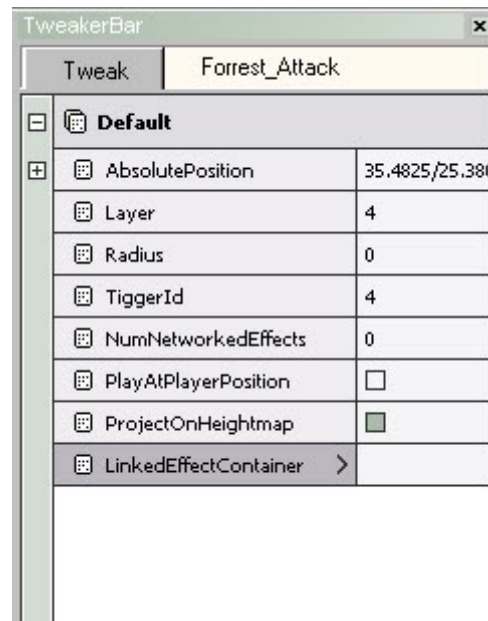 TweakerBar
Tweak Forrest_Attack
Default
AbsolutePosition 35.4825/25.380
Layer 4
Radius 0
TiggerId 4
NumNetworkedEffects 0
PlayAtPlayerPosition
ProjectOnHeightmap
LinkedEffectContainer >